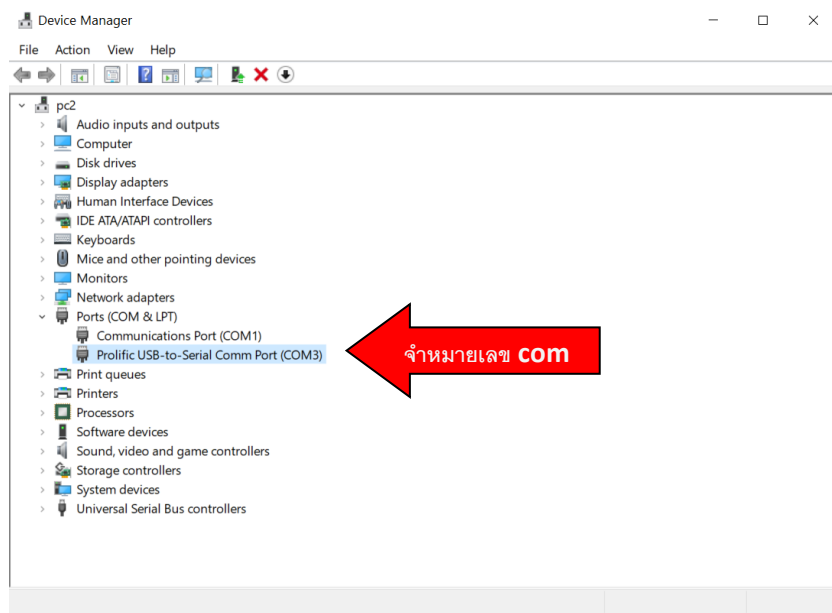 Device Manager
File Action View Help
pc2
Audio inputs and outputs
Computer
Disk drives
Display adapters
Human Interface Devices
IDE ATA/ATAPI controllers
Keyboards
Mice and other pointing devices
Monitors
Network adapters
Ports (COM & LPT)
Communications Port (COM1)
Prolific USB-to-Serial Comm Port (COM3)
จำหมายเลข com
Print queues
Printers
Processors
Software devices
Sound, video and game controllers
Storage controllers
System devices
Universal Serial Bus controllers